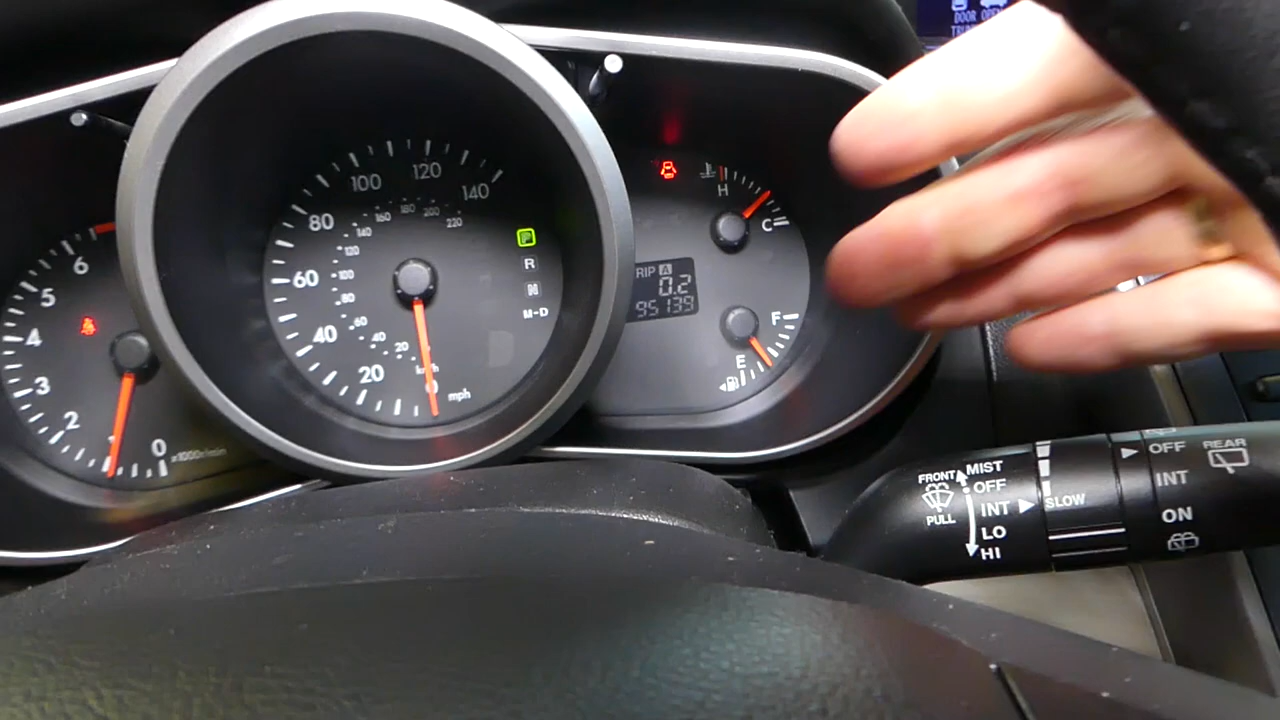 DOOR OPEN
6
5
4
3
2
1
0
x1000r/min
20
40
60
80
100
120
140
20
40
60
80
100
120
140
160
180
200
220
km/h
0
mph
P
R
N
M-D
H
C
TRIP A
0.2
95139
F
E
FRONT
PULL
MIST
OFF
INT
LO
HI
SLOW
OFF
INT
ON
REAR